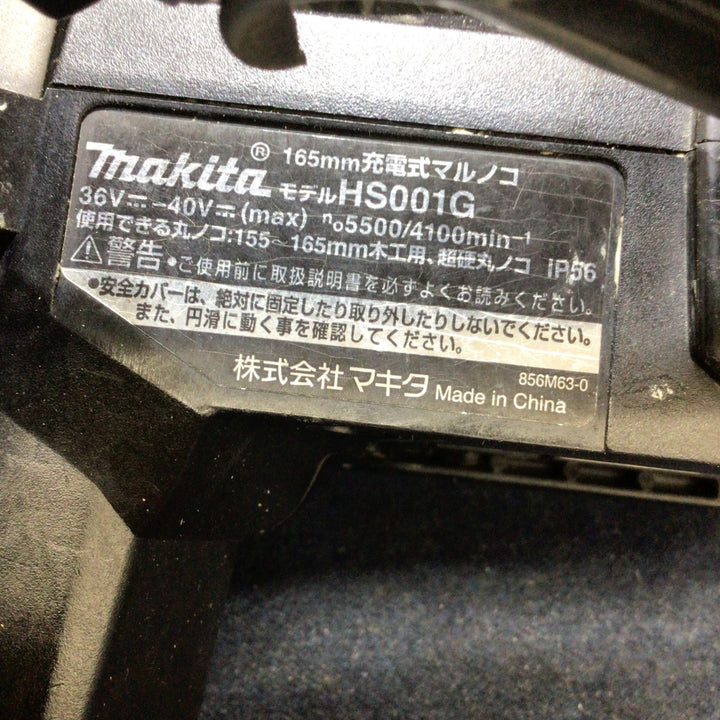 makita® 165mm充電式マルノコ
モデルHS001G
36V⎓-40V⎓(max) n₀5500/4100min⁻¹
使用できる丸ノコ:155~165mm木工用、超硬丸ノコ IP56
⚠警告 •ご使用前に取扱説明書を必ずよくお読みください。
•安全カバーは、絶対に固定したり取り外したりしないでください。
また、円滑に動く事を確認してください。
株式会社マキタ Made in China
856M63-0